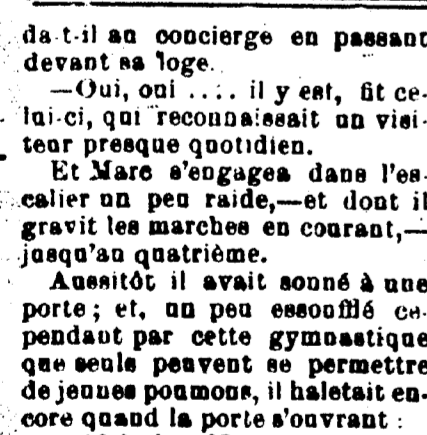 da-t-il au concierge en passant
devant sa loge.
—Oui, oui .... il y est, fit ce-
lui-ci, qui reconnaissait un visi-
teur presque quotidien.
Et Marc s'engagea dans l'es-
calier un peu raide,—et dont il
gravit les marches en courant,—
jusqu'au quatrième.
Aussitôt il avait sonné à une
porte ; et, un peu essoufflé ce-
pendant par cette gymnastique
que seuls peuvent se permettre
de jeunes poumons, il haletait en-
core quand la porte s'ouvrant :